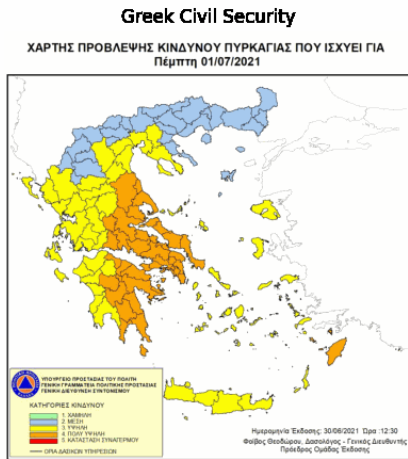 Greek Civil Security
ΧΑΡΤΗΣ ΠΡΟΒΛΕΨΗΣ ΚΙΝΔΥΝΟΥ ΠΥΡΚΑΓΙΑΣ ΠΟΥ ΙΣΧΥΕΙ ΓΙΑ
Πέμπτη 01/07/2021
ΥΠΟΥΡΓΕΙΟ ΠΡΟΣΤΑΣΙΑΣ ΤΟΥ ΠΟΛΙΤΗ
ΓΕΝΙΚΗ ΓΡΑΜΜΑΤΕΙΑ ΠΟΛΙΤΙΚΗΣ ΠΡΟΣΤΑΣΙΑΣ
ΓΕΝΙΚΗ ΔΙΕΥΘΥΝΣΗ ΣΥΝΤΟΝΙΣΜΟΥ
ΚΑΤΗΓΟΡΙΕΣ ΚΙΝΔΥΝΟΥ
1. ΧΑΜΗΛΗ
2. ΜΕΣΗ
3. ΥΨΗΛΗ
4. ΠΟΛΥ ΥΨΗΛΗ
5. ΚΑΤΑΣΤΑΣΗ ΣΥΝΑΓΕΡΜΟΥ
ΟΡΙΑ ΔΑΣΙΚΩΝ ΥΠΗΡΕΣΙΩΝ
Ημερομηνία Έκδοσης: 30/06/2021 Ώρα :12:30
Φοίβος Θεοδώρου, Δασολόγος - Γενικός Διευθυντής
Πρόεδρος Ομάδας Έκδοσης